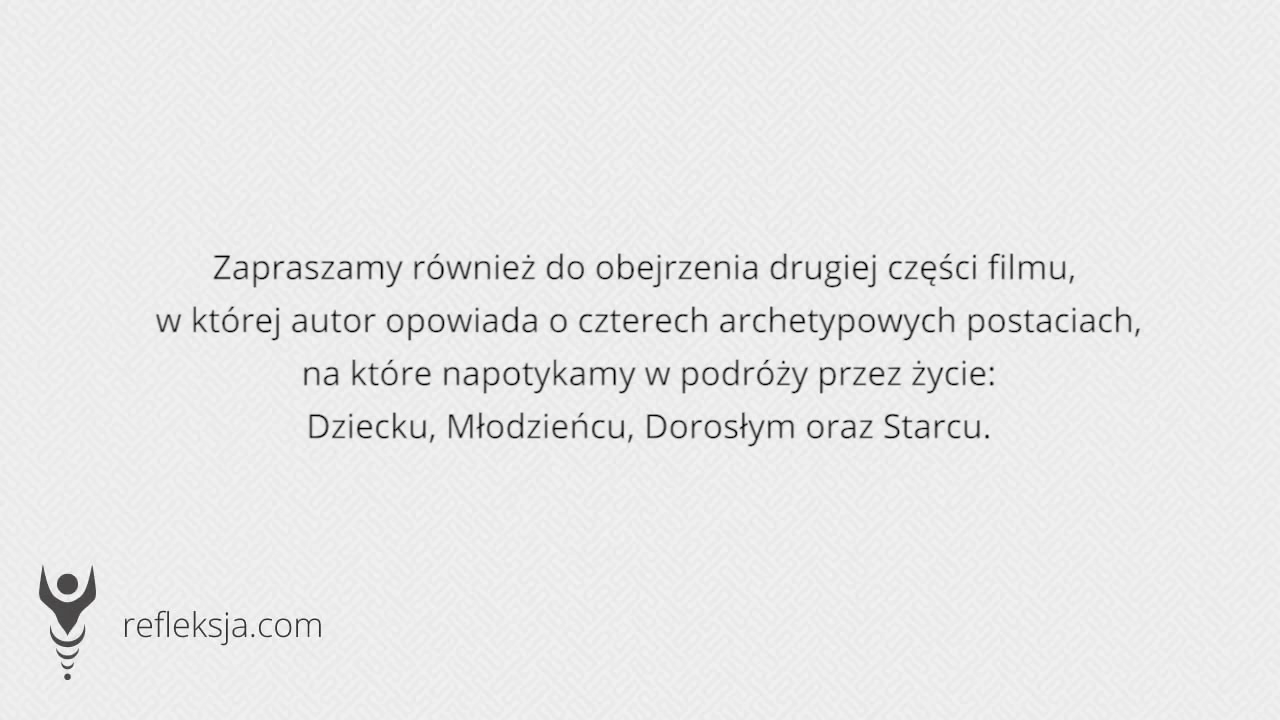 Zapraszamy również do obejrzenia drugiej części filmu,
w której autor opowiada o czterech archetypowych postaciach,
na które napotykamy w podróży przez życie:
Dziecku, Młodzieńcu, Dorosłym oraz Starcu.
refleksja.com